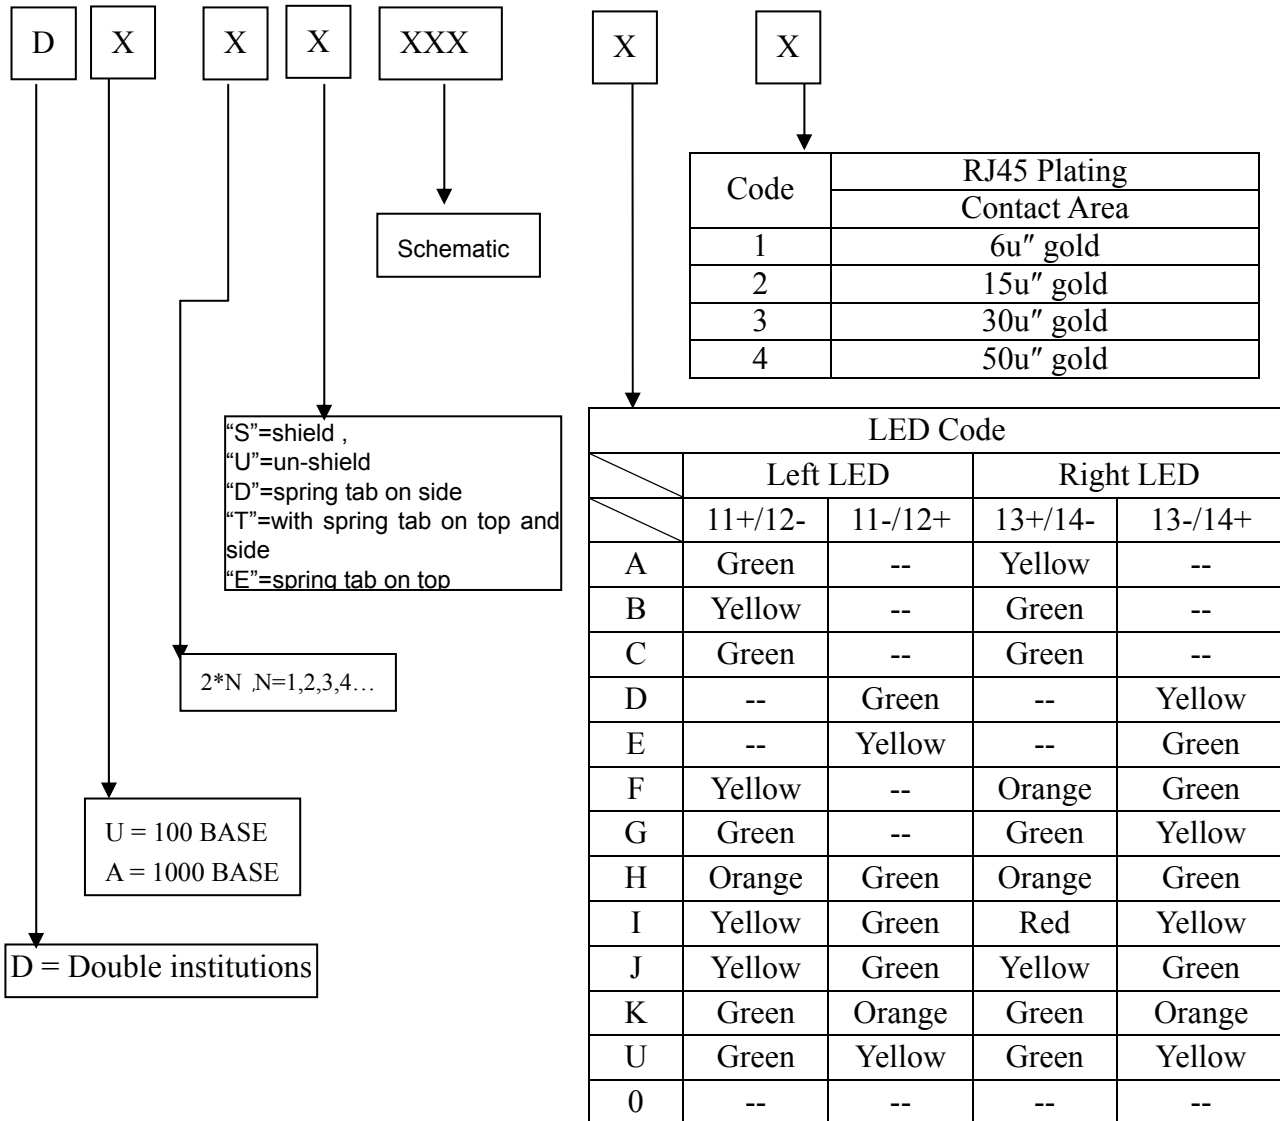 D X X X XXX X X
Code RJ45 Plating
Contact Area
1 6u″ gold
2 15u″ gold
3 30u″ gold
4 50u″ gold
Schematic
“S”=shield ,
“U”=un-shield
“D”=spring tab on side
“T”=with spring tab on top and
side
“E”=spring tab on top
2*N ,N=1,2,3,4…
U = 100 BASE
A = 1000 BASE
D = Double institutions
LED Code
Left LED Right LED
11+/12- 11-/12+ 13+/14- 13-/14+
A Green -- Yellow --
B Yellow -- Green --
C Green -- Green --
D -- Green -- Yellow
E -- Yellow -- Green
F Yellow -- Orange Green
G Green -- Green Yellow
H Orange Green Orange Green
I Yellow Green Red Yellow
J Yellow Green Yellow Green
K Green Orange Green Orange
U Green Yellow Green Yellow
0 -- -- -- --